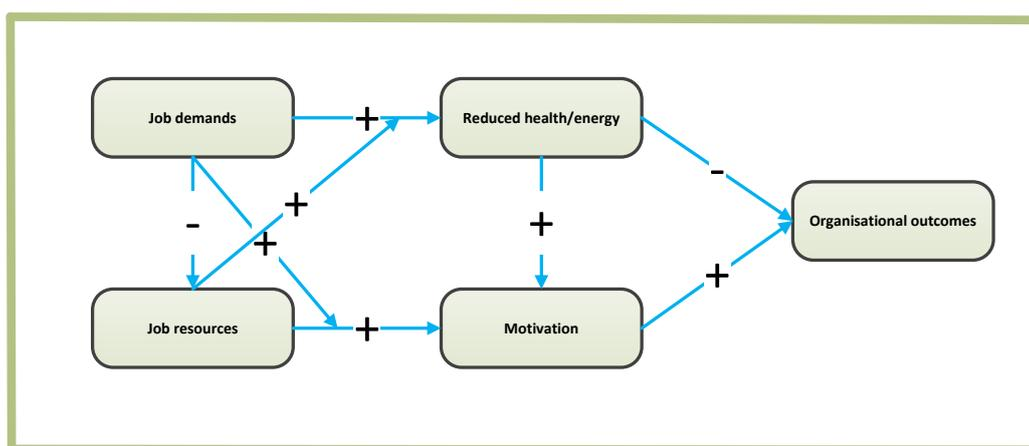 Job demands
+
Reduced health/energy
-
+
-
+
+
Organisational outcomes
+
Job resources
+
Motivation